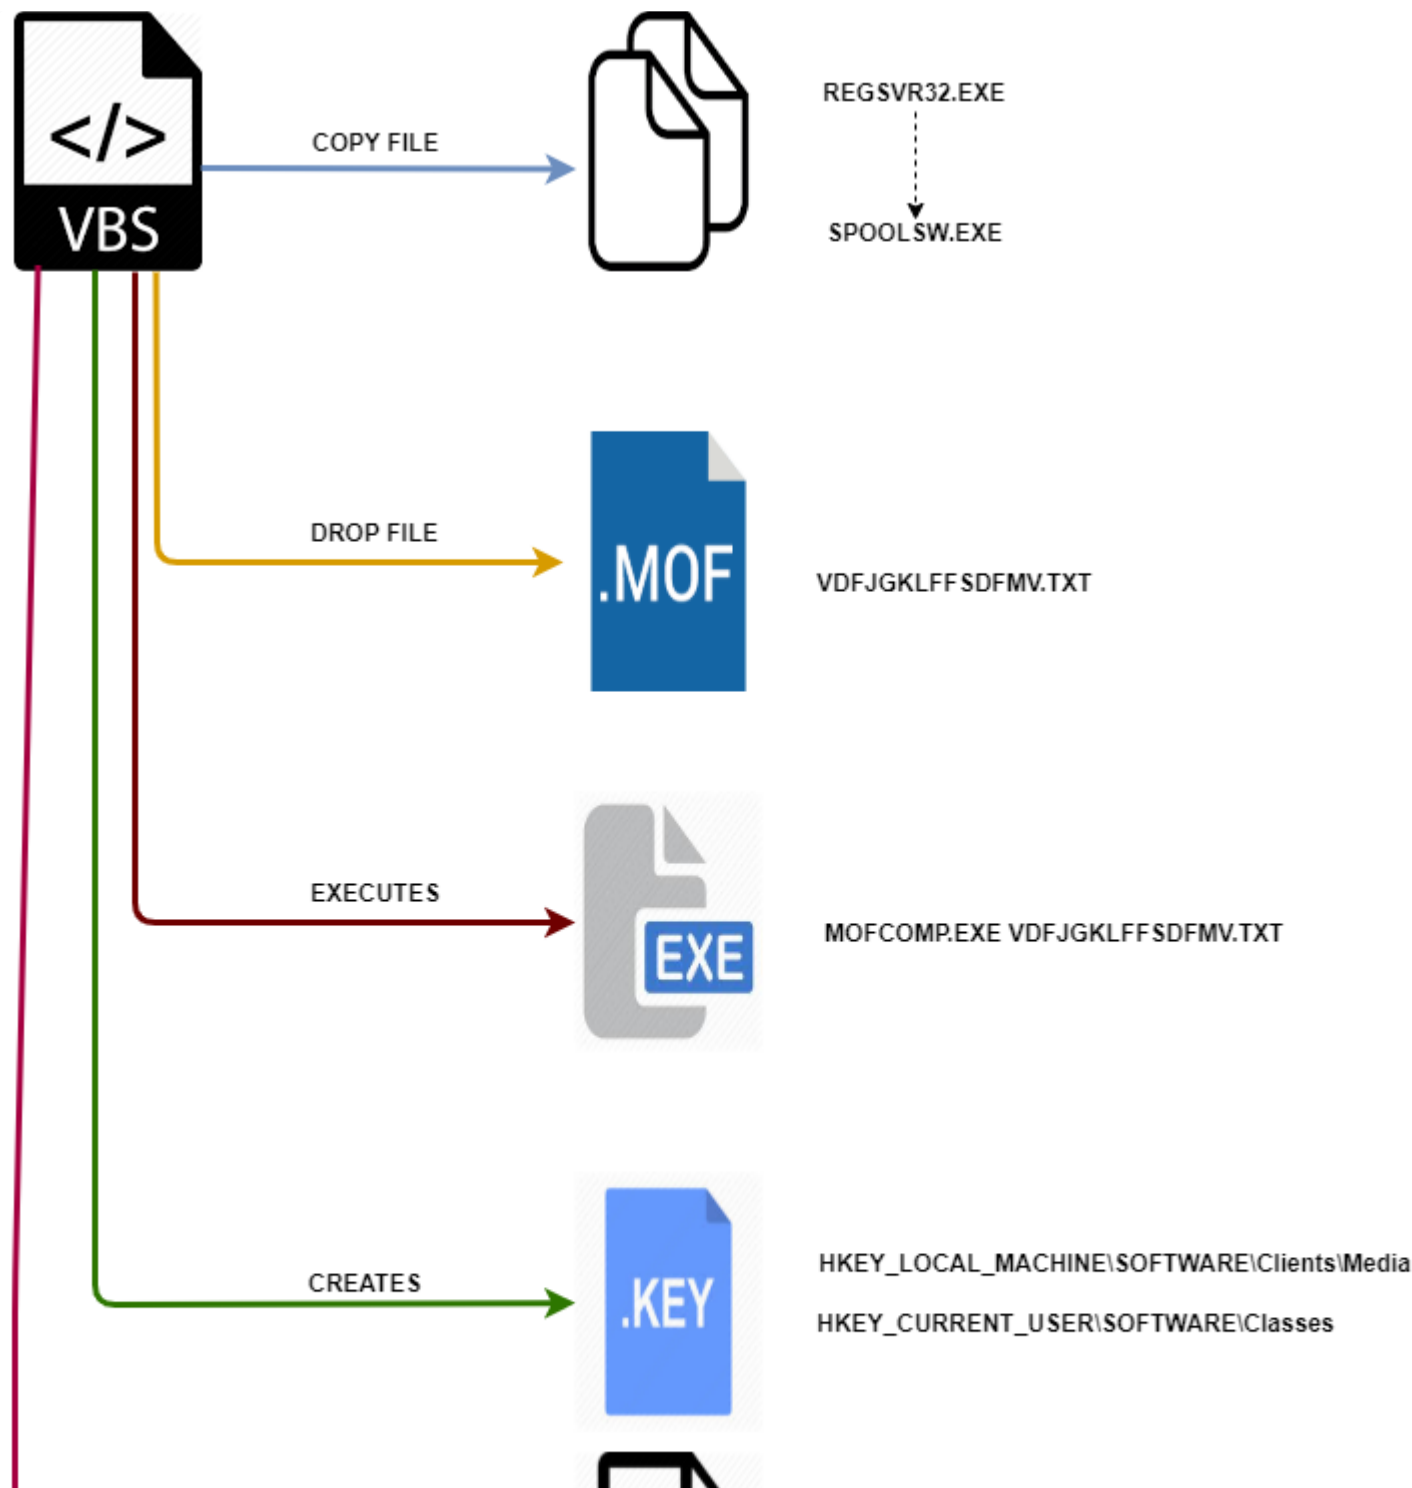 </>
VBS
COPY FILE
REGSVR32.EXE
SPOOLSW.EXE
DROP FILE
.MOF
VDFJGKLFFSDFMV.TXT
EXECUTES
EXE
MOFCOMP.EXE VDFJGKLFFSDFMV.TXT
CREATES
.KEY
HKEY_LOCAL_MACHINE\SOFTWARE\Clients\Media
HKEY_CURRENT_USER\SOFTWARE\Classes